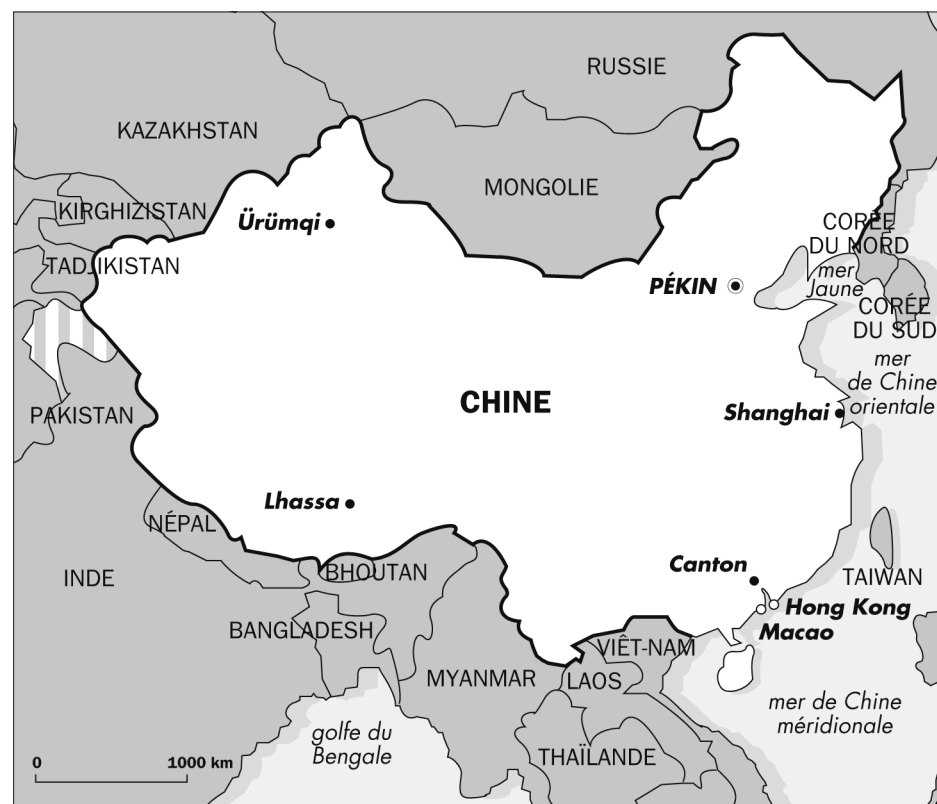 RUSSIE
KAZAKHSTAN
MONGOLIE
KIRGHIZISTAN
Ürümqi
CORÉE
DU NORD
TADJIKISTAN
mer
Jaune
PÉKIN
CORÉE
DU SUD
mer
de Chine
orientale
CHINE
PAKISTAN
Shanghai
Lhassa
NÉPAL
Canton
BHOUTAN
INDE
TAIWAN
Hong Kong
BANGLADESH
Macao
VIÊT-NAM
MYANMAR
LAOS
mer de Chine
méridionale
golfe du
Bengale
THAÏLANDE
0 1000 km